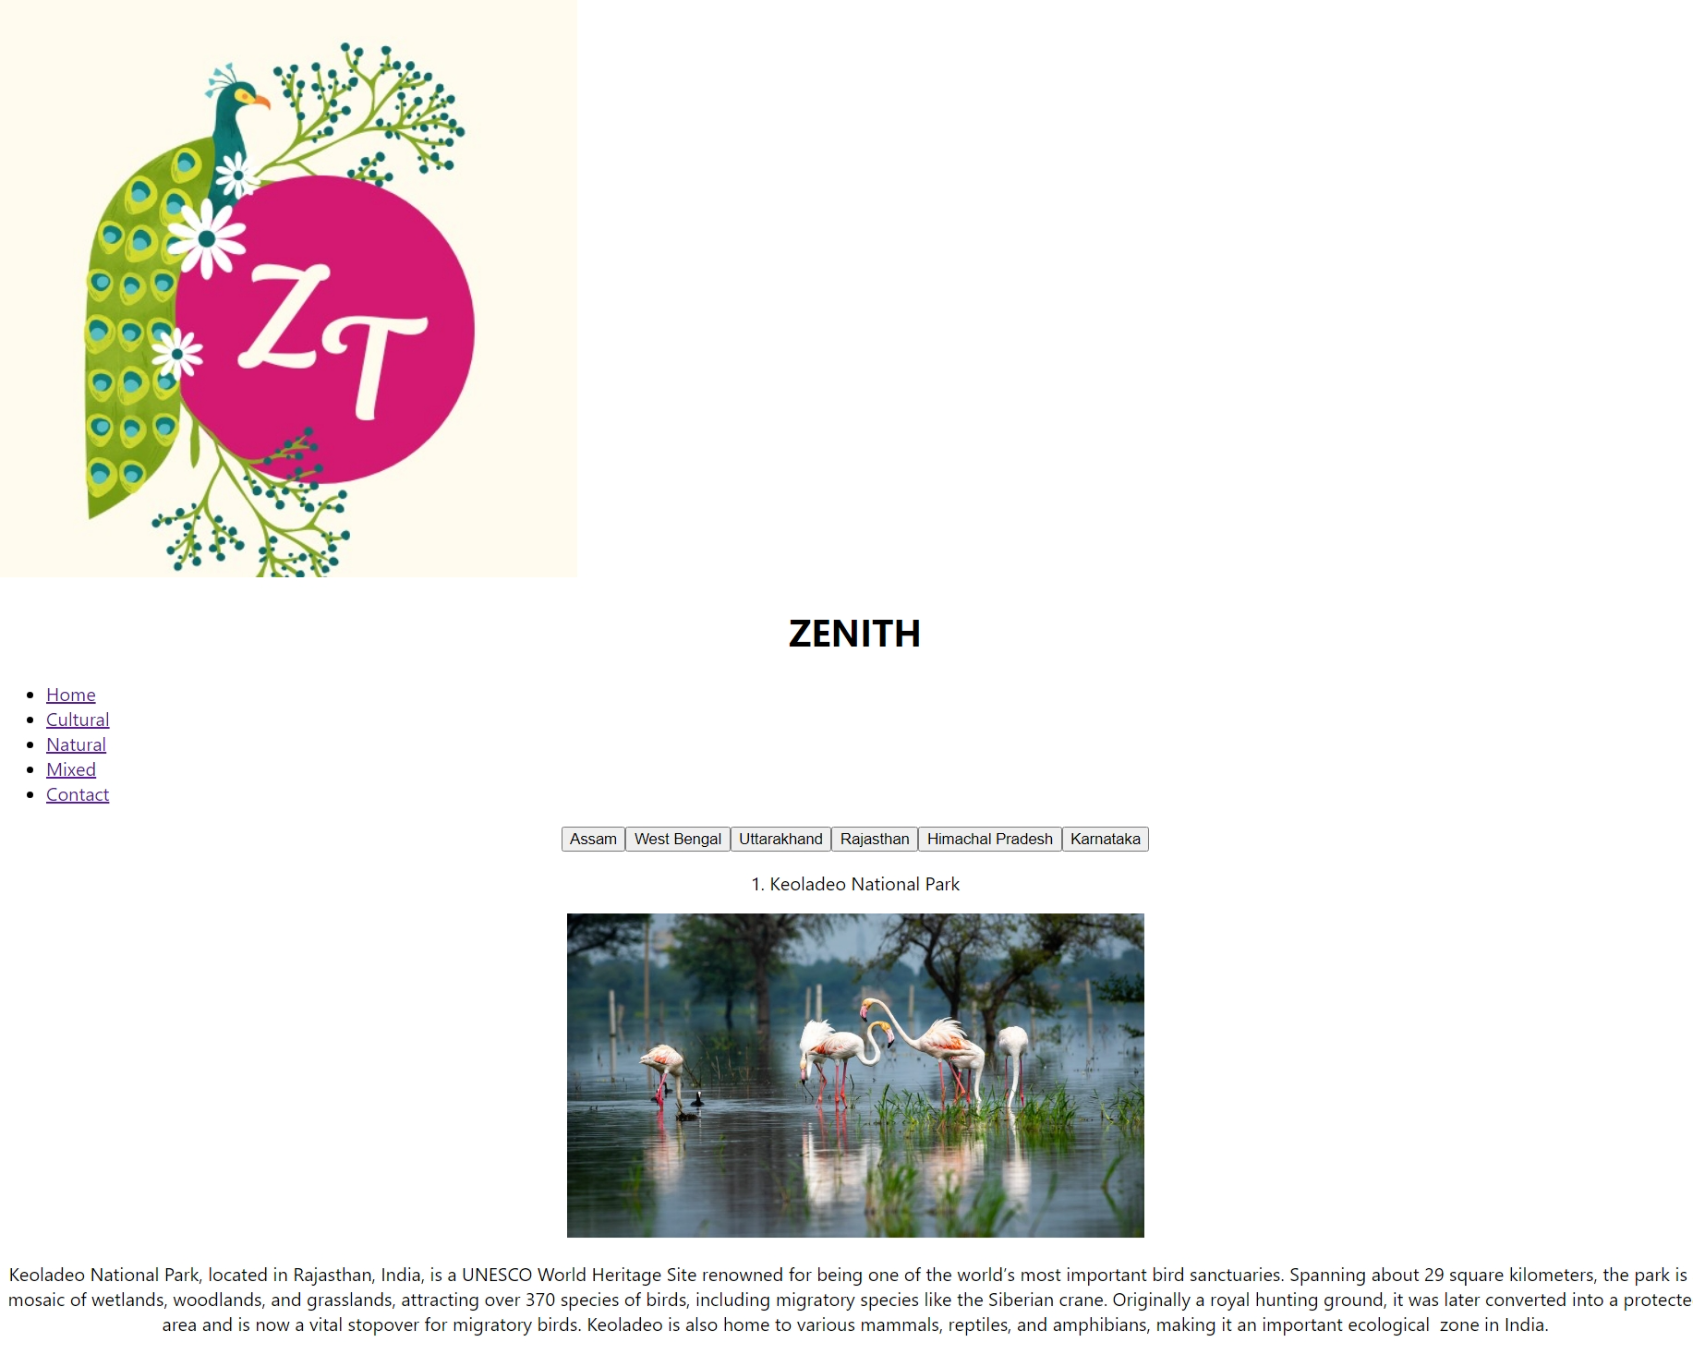 Z
T
ZENITH
Home
Cultural
Natural
Mixed
Contact
Assam West Bengal Uttarakhand Rajasthan Himachal Pradesh Karnataka
1. Keoladeo National Park
Keoladeo National Park, located in Rajasthan, India, is a UNESCO World Heritage Site renowned for being one of the world’s most important bird sanctuaries. Spanning about 29 square kilometers, the park is
mosaic of wetlands, woodlands, and grasslands, attracting over 370 species of birds, including migratory species like the Siberian crane. Originally a royal hunting ground, it was later converted into a protecte
area and is now a vital stopover for migratory birds. Keoladeo is also home to various mammals, reptiles, and amphibians, making it an important ecological zone in India.